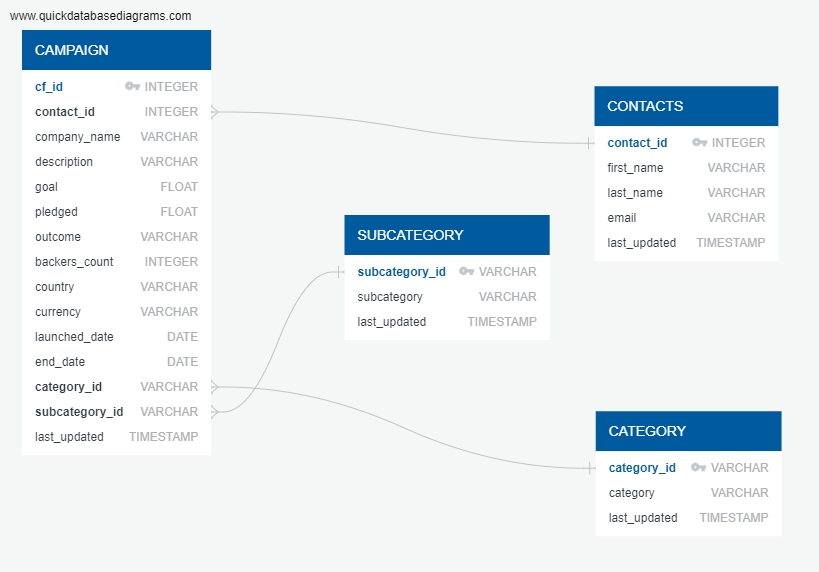 www.quickdatabasediagrams.com
CAMPAIGN
cf_id INTEGER
contact_id INTEGER
company_name VARCHAR
description VARCHAR
goal FLOAT
pledged FLOAT
outcome VARCHAR
backers_count INTEGER
country VARCHAR
currency VARCHAR
launched_date DATE
end_date DATE
category_id VARCHAR
subcategory_id VARCHAR
last_updated TIMESTAMP
SUBCATEGORY
subcategory_id VARCHAR
subcategory VARCHAR
last_updated TIMESTAMP
CONTACTS
contact_id INTEGER
first_name VARCHAR
last_name VARCHAR
email VARCHAR
last_updated TIMESTAMP
CATEGORY
category_id VARCHAR
category VARCHAR
last_updated TIMESTAMP